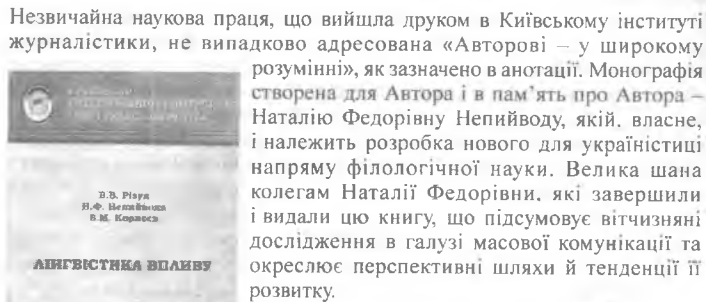 Незвичайна наукова праця, що вийшла друком в Київському інституті
журналістики, не випадково адресована «Авторові – у широкому
розумінні», як зазначено в анотації. Монографія
створена для Автора і в пам’ять про Автора –
Наталію Федорівну Непийводу, якій. власне,
і належить розробка нового для україністиці
напряму філологічної науки. Велика шана
колегам Наталії Федорівни. які завершили
і видали цю книгу, що підсумовує вітчизняні
дослідження в галузі масової комунікації та
окреслює перспективні шляхи й тенденції її
розвитку.
В.В. Різун
Н.Ф. Непийвода
В.М. Корнєєв
ЛІНГВІСТИКА ВПЛИВУ